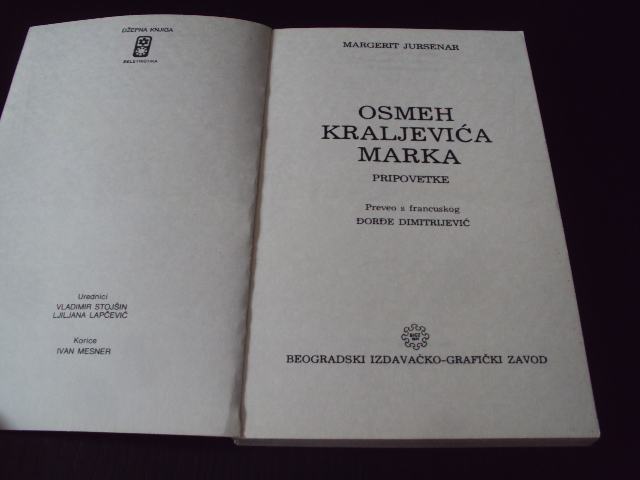 DŽEPNA KNJIGA
BELETRISTIKA
Urednici
VLADIMIR STOJŠIN
LJILJANA LAPČEVIĆ
Korice
IVAN MESNER
MARGERIT JURSENAR
OSMEH
KRALJEVIĆA
MARKA
PRIPOVETKE
Preveo s francuskog
ĐORĐE DIMITRIJEVIĆ
BIGZ
BEOGRADSKI IZDAVAČKO-GRAFIČKI ZAVOD